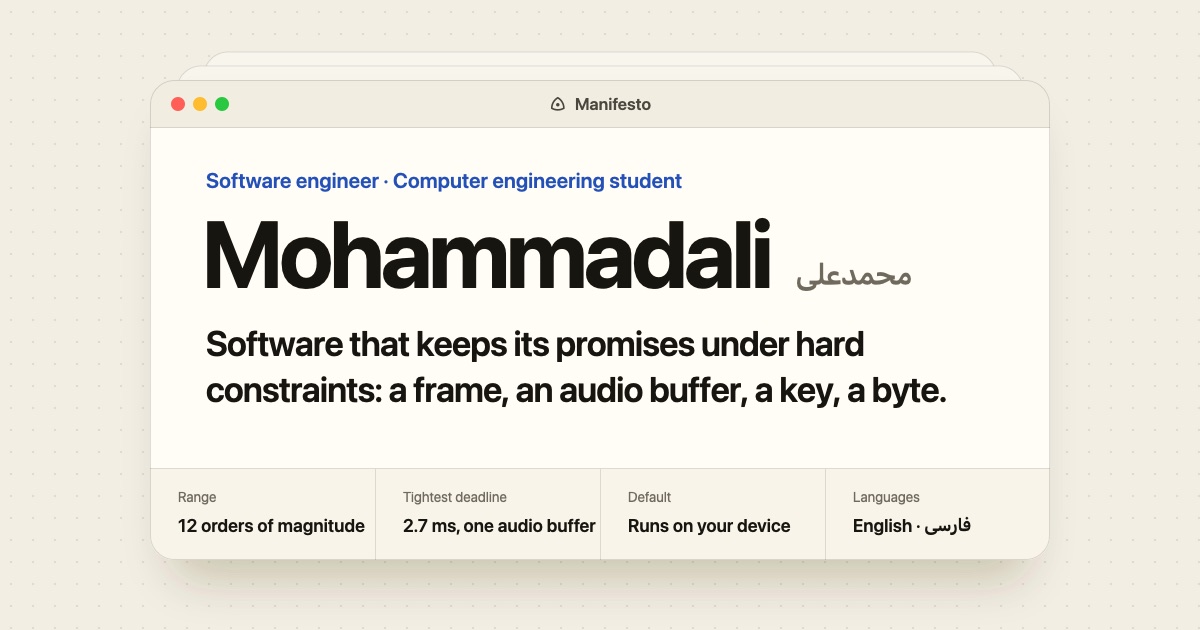 Manifesto
Software engineer · Computer engineering student
Mohammadali محمدعلی
Software that keeps its promises under hard
constraints: a frame, an audio buffer, a key, a byte.
Range
12 orders of magnitude
Tightest deadline
2.7 ms, one audio buffer
Default
Runs on your device
Languages
English · فارسی